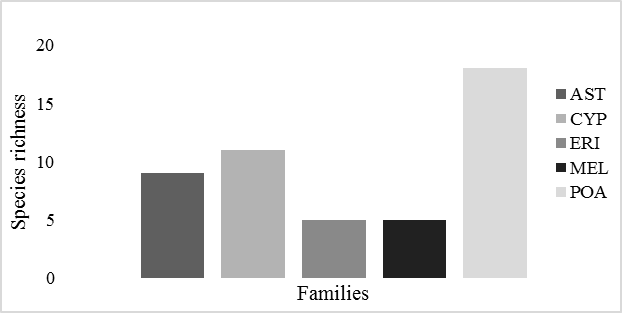 Species richness
20
15
10
5
0
Families
AST
CYP
ERI
MEL
POA